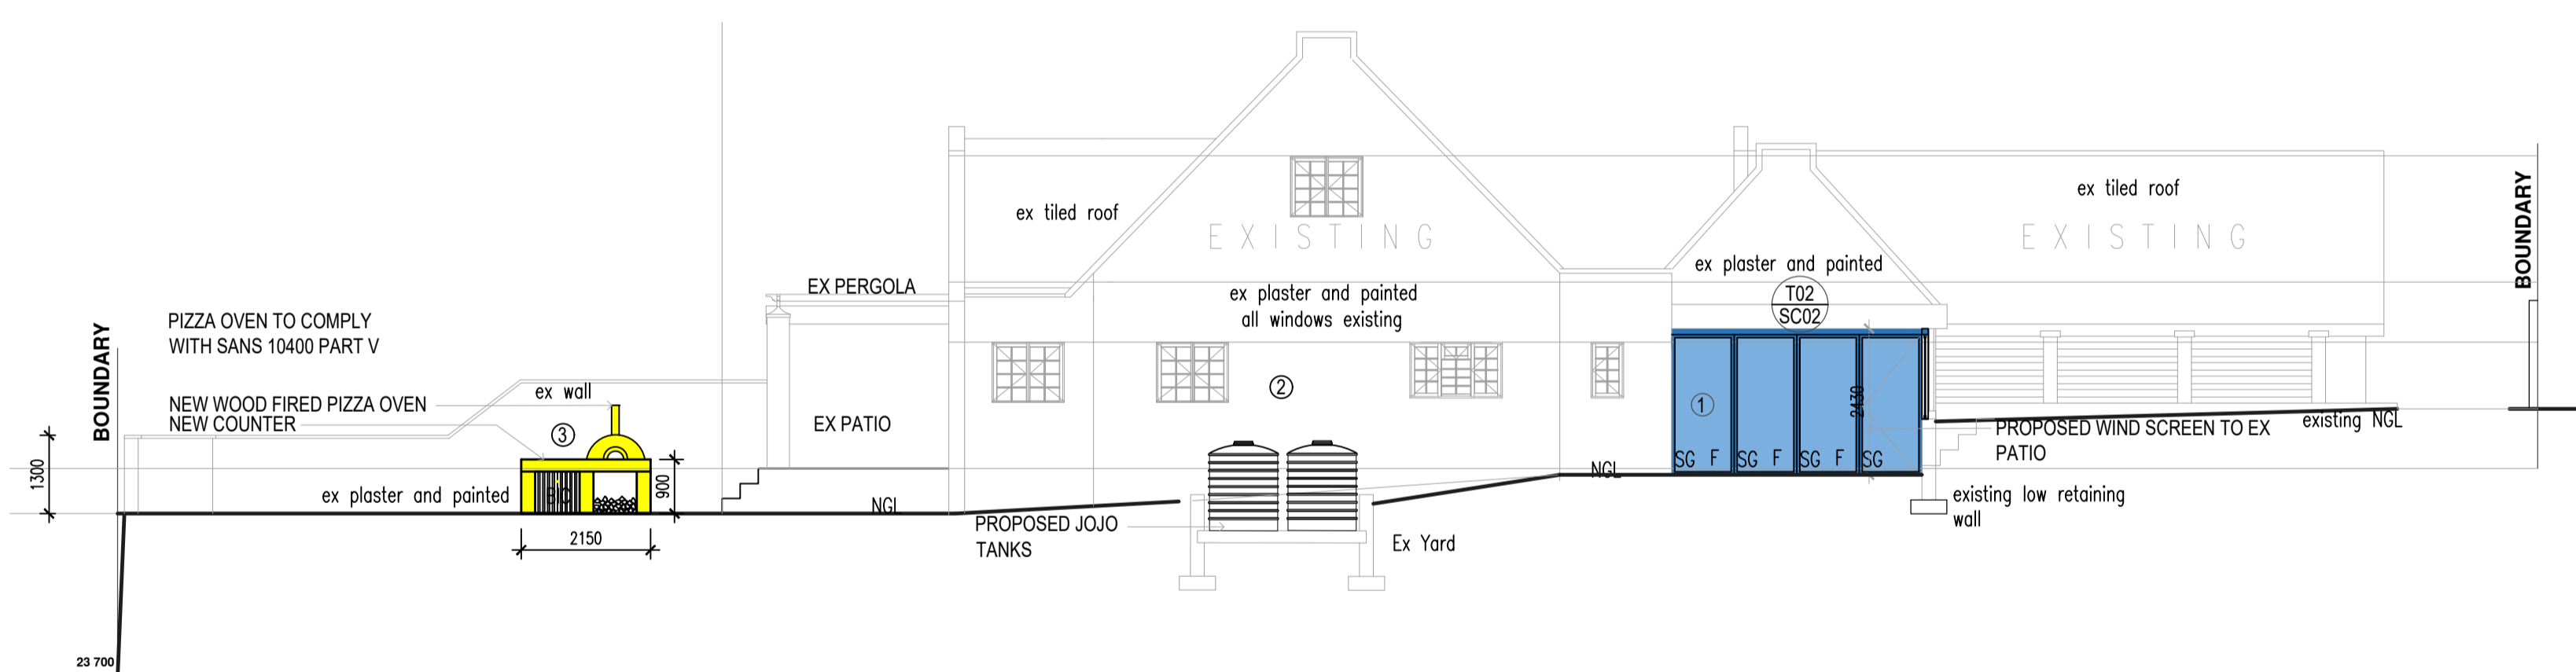 BOUNDARY
PIZZA OVEN TO COMPLY
WITH SANS 10400 PART V
NEW WOOD FIRED PIZZA OVEN
NEW COUNTER
1300
ex wall
3
ex plaster and painted
900
2150
23 700
EX PERGOLA
EX PATIO
NGL
ex tiled roof
EXISTING
ex plaster and painted
all windows existing
2
PROPOSED JOJO
TANKS
Ex Yard
NGL
ex plaster and painted
T02
SC02
1
2430
SG F SG F SG F SG
ex tiled roof
EXISTING
existing NGL
PROPOSED WIND SCREEN TO EX
PATIO
existing low retaining
wall
BOUNDARY